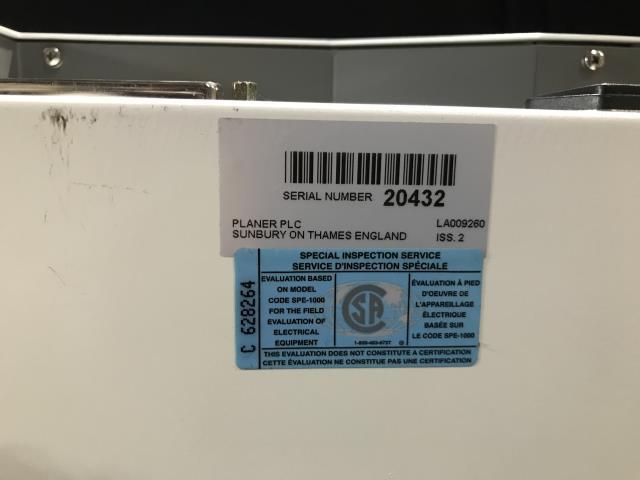 SERIAL NUMBER 20432
PLANER PLC LA009260
SUNBURY ON THAMES ENGLAND ISS. 2
SPECIAL INSPECTION SERVICE
SERVICE D'INSPECTION SPÉCIALE
C 628264
EVALUATION BASED
ON MODEL
CODE SPE-1000
FOR THE FIELD
EVALUATION OF
ELECTRICAL
EQUIPMENT
CSA
ÉVALUATION À PIED
D'OEUVRE DE
L'APPAREILLAGE
ÉLECTRIQUE
BASÉE SUR
LE CODE SPE-1000
THIS EVALUATION DOES NOT CONSTITUTE A CERTIFICATION
CETTE ÉVALUATION NE CONSTITUE PAS UNE CERTIFICATION